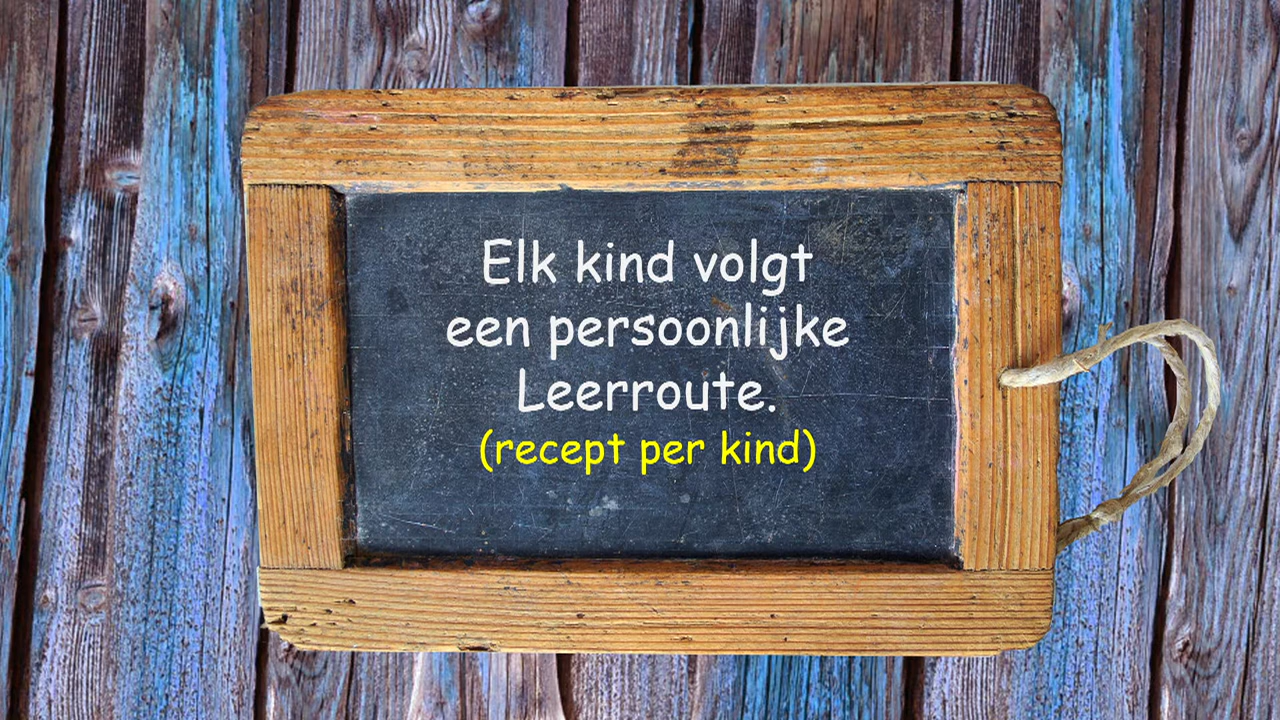 Elk kind volgt
een persoonlijke
Leerroute.
(recept per kind)